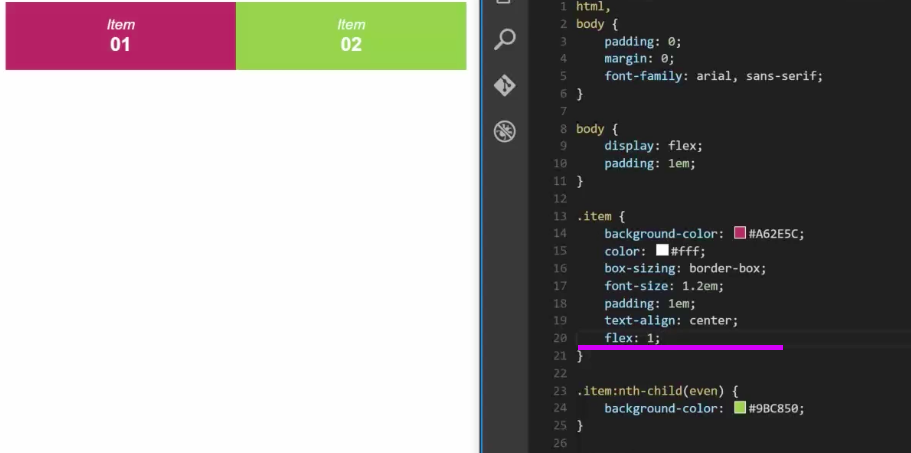 Item
01
Item
02
1 html,
2 body {
3     padding: 0;
4     margin: 0;
5     font-family: arial, sans-serif;
6 }
7
8 body {
9     display: flex;
10     padding: 1em;
11 }
12
13 .item {
14     background-color: #A62E5C;
15     color: #fff;
16     box-sizing: border-box;
17     font-size: 1.2em;
18     padding: 1em;
19     text-align: center;
20     flex: 1;
21 }
22
23 .item:nth-child(even) {
24     background-color: #9BC850;
25 }
26